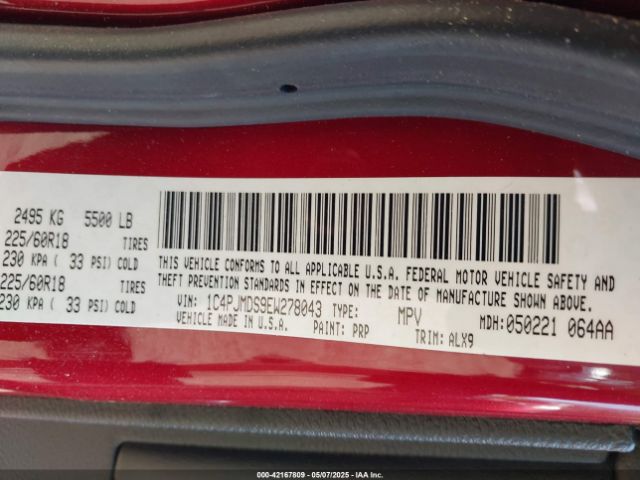 2495 KG 5500 LB
225/60R18 TIRES
230 KPA ( 33 PSI) COLD
225/60R18 TIRES
230 KPA ( 33 PSI) COLD
THIS VEHICLE CONFORMS TO ALL APPLICABLE U.S.A. FEDERAL MOTOR VEHICLE SAFETY AND
THEFT PREVENTION STANDARDS IN EFFECT ON THE DATE OF MANUFACTURE SHOWN ABOVE.
VIN: 1C4PJMDS9EW278043 TYPE: MPV MDH:050221 064AA
VEHICLE MADE IN U.S.A. PAINT: PRP TRIM: ALX9
000-42167809 - 05/07/2025 - IAA Inc.